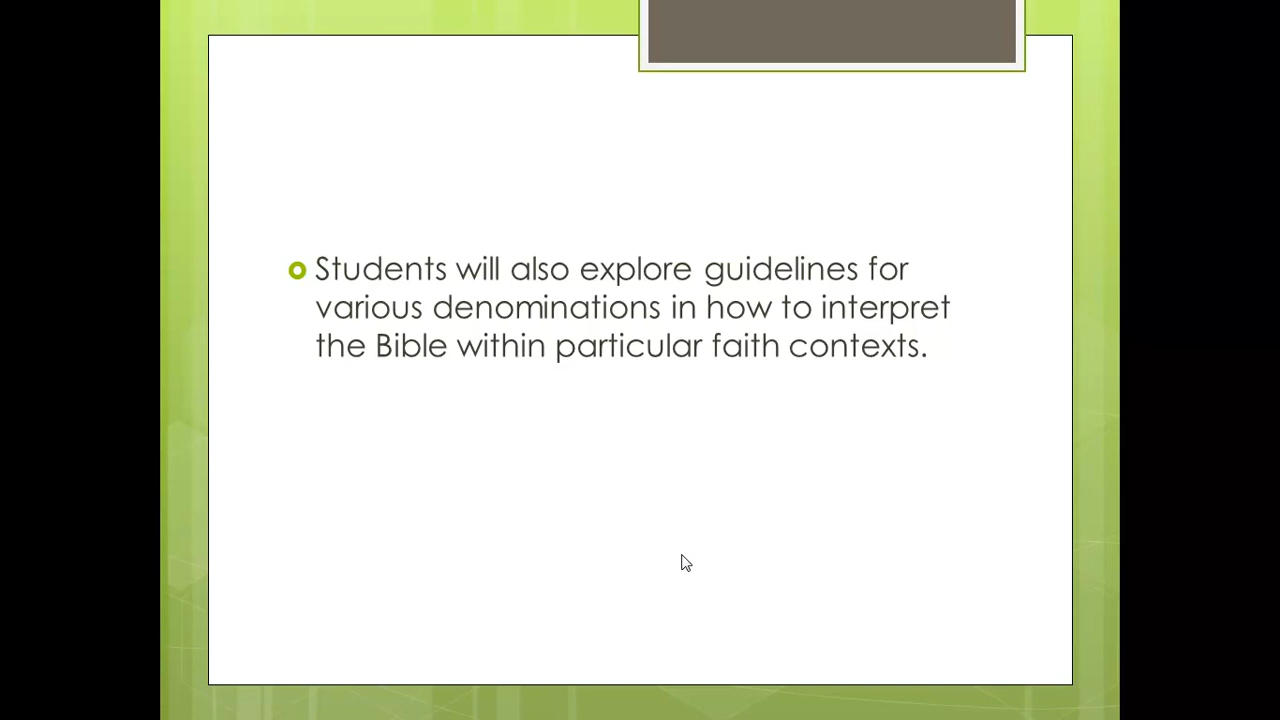 Students will also explore guidelines for
various denominations in how to interpret
the Bible within particular faith contexts.